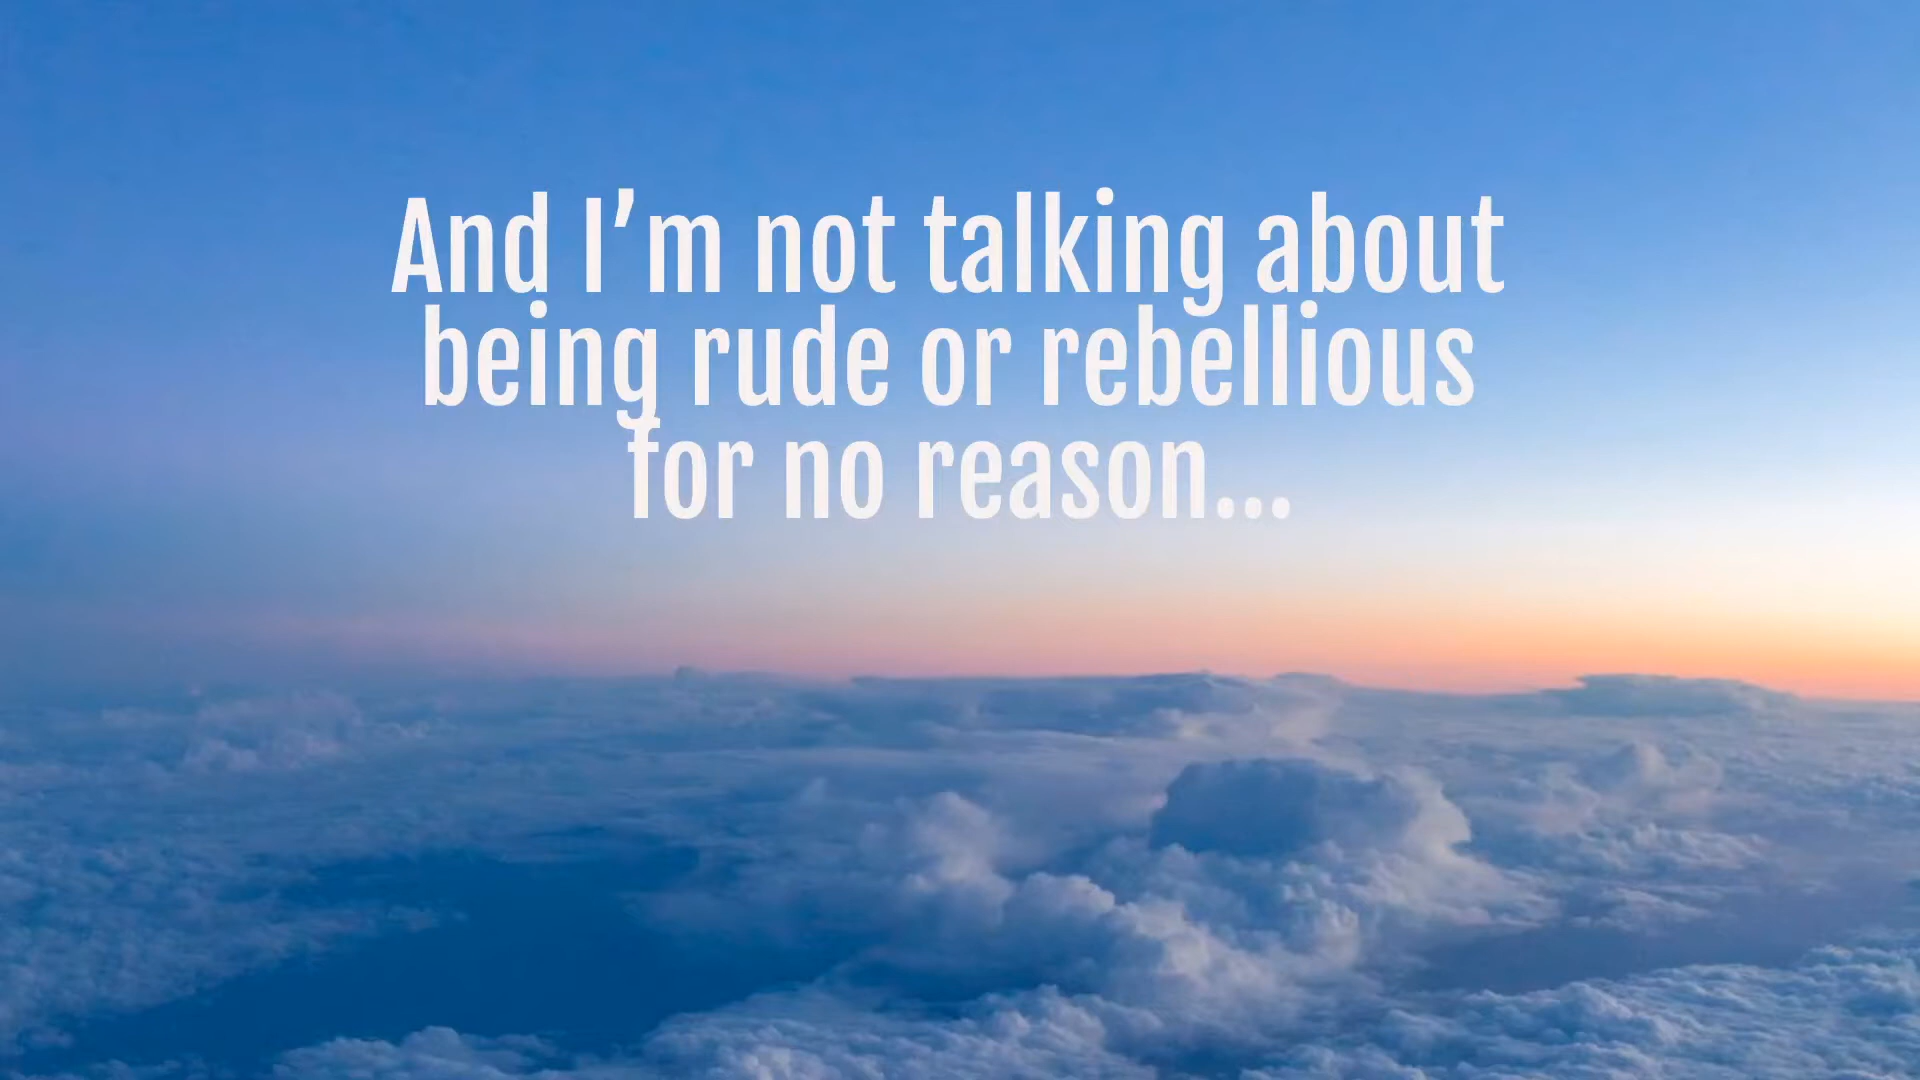 And I’m not talking about
being rude or rebellious
for no reason...